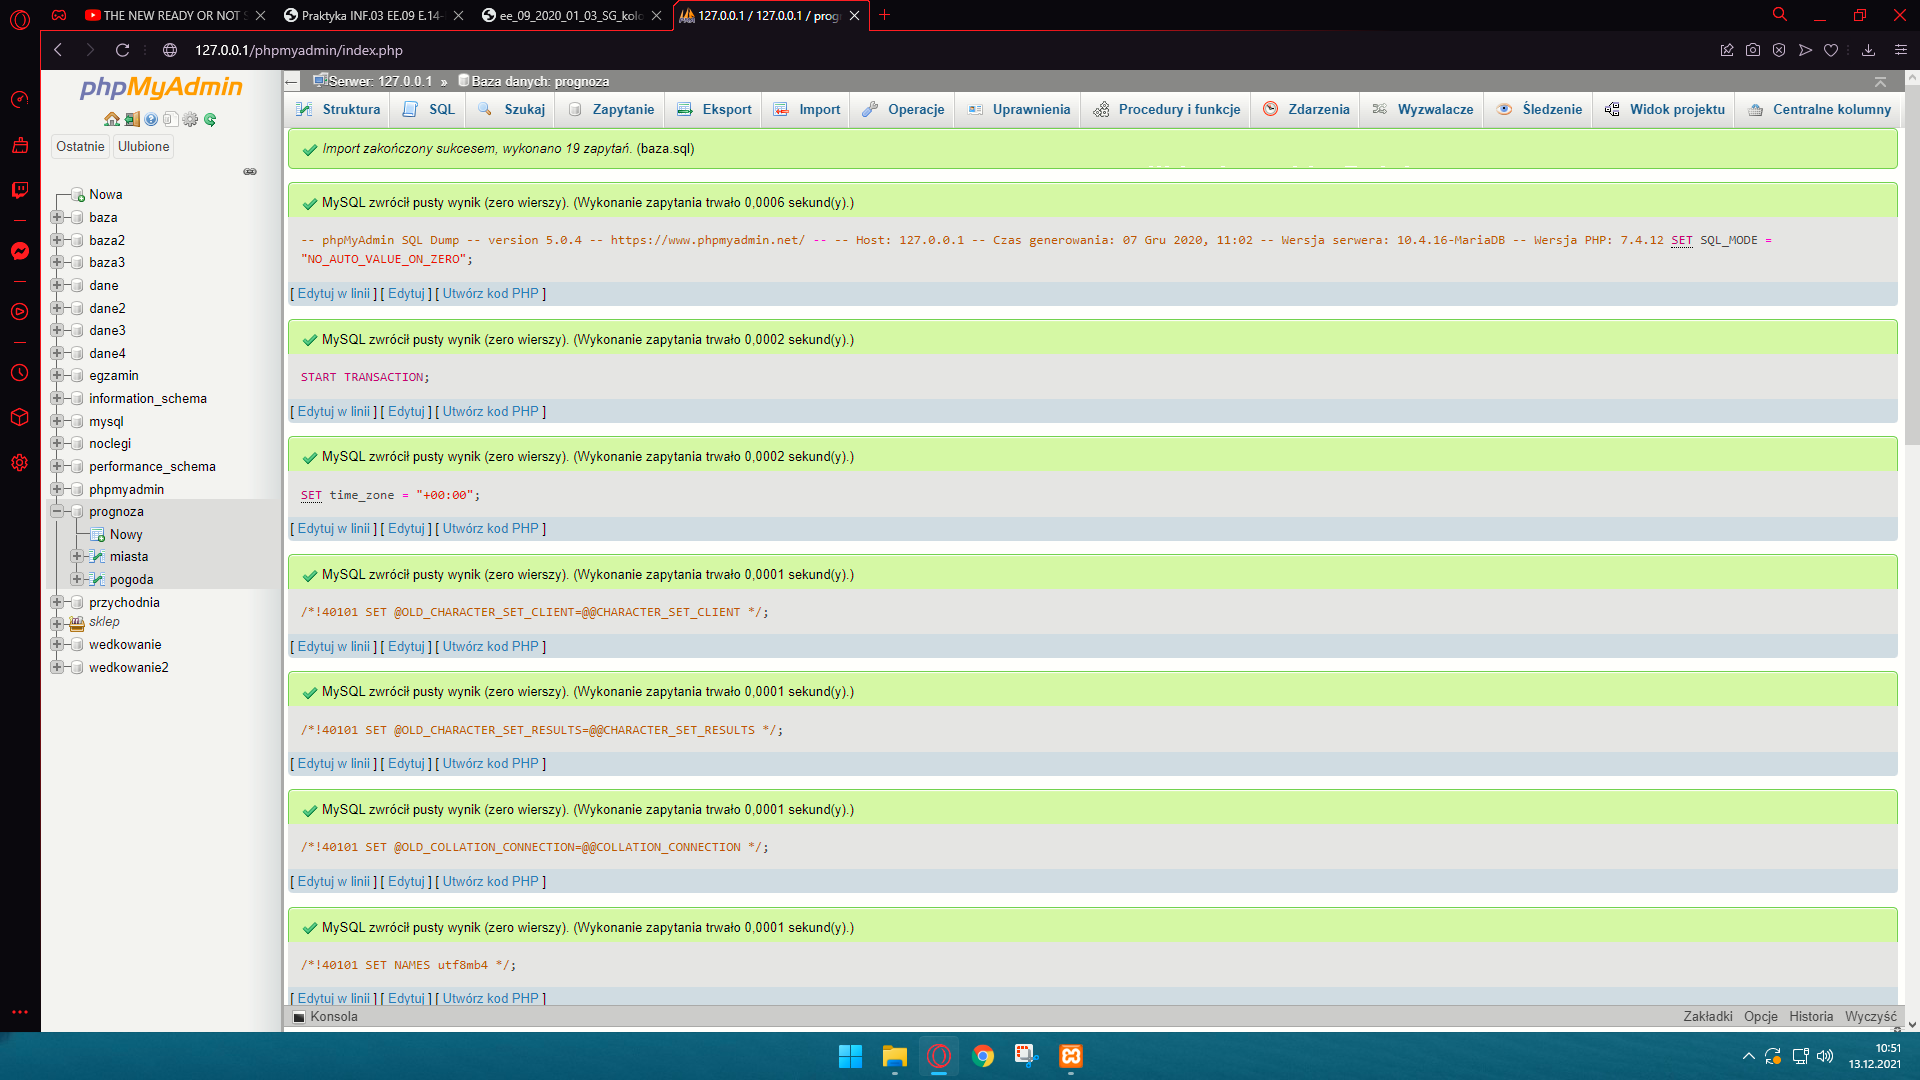 THE NEW READY OR NOT S
Praktyka INF.03 EE.09 E.14-
ee_09_2020_01_03_SG_kolo
127.0.0.1 / 127.0.0.1 / prog
127.0.0.1/phpmyadmin/index.php
phpMyAdmin
Ostatnie
Ulubione
Nowa
baza
baza2
baza3
dane
dane2
dane3
dane4
egzamin
information_schema
mysql
noclegi
performance_schema
phpmyadmin
prognoza
Nowy
miasta
pogoda
przychodnia
sklep
wedkowanie
wedkowanie2
Serwer: 127.0.0.1 » Baza danych: prognoza
Struktura SQL Szukaj Zapytanie Eksport Import Operacje Uprawnienia Procedury i funkcje Zdarzenia Wyzwalacze Śledzenie Widok projektu Centralne kolumny
Import zakończony sukcesem, wykonano 19 zapytań. (baza.sql)
MySQL zwrócił pusty wynik (zero wierszy). (Wykonanie zapytania trwało 0,0006 sekund(y).)
-- phpMyAdmin SQL Dump -- version 5.0.4 -- https://www.phpmyadmin.net/ -- -- Host: 127.0.0.1 -- Czas generowania: 07 Gru 2020, 11:02 -- Wersja serwera: 10.4.16-MariaDB -- Wersja PHP: 7.4.12 SET SQL_MODE =
"NO_AUTO_VALUE_ON_ZERO";
[ Edytuj w linii ] [ Edytuj ] [ Utwórz kod PHP ]
MySQL zwrócił pusty wynik (zero wierszy). (Wykonanie zapytania trwało 0,0002 sekund(y).)
START TRANSACTION;
[ Edytuj w linii ] [ Edytuj ] [ Utwórz kod PHP ]
MySQL zwrócił pusty wynik (zero wierszy). (Wykonanie zapytania trwało 0,0002 sekund(y).)
SET time_zone = "+00:00";
[ Edytuj w linii ] [ Edytuj ] [ Utwórz kod PHP ]
MySQL zwrócił pusty wynik (zero wierszy). (Wykonanie zapytania trwało 0,0001 sekund(y).)
/*!40101 SET @OLD_CHARACTER_SET_CLIENT=@@CHARACTER_SET_CLIENT */;
[ Edytuj w linii ] [ Edytuj ] [ Utwórz kod PHP ]
MySQL zwrócił pusty wynik (zero wierszy). (Wykonanie zapytania trwało 0,0001 sekund(y).)
/*!40101 SET @OLD_CHARACTER_SET_RESULTS=@@CHARACTER_SET_RESULTS */;
[ Edytuj w linii ] [ Edytuj ] [ Utwórz kod PHP ]
MySQL zwrócił pusty wynik (zero wierszy). (Wykonanie zapytania trwało 0,0001 sekund(y).)
/*!40101 SET @OLD_COLLATION_CONNECTION=@@COLLATION_CONNECTION */;
[ Edytuj w linii ] [ Edytuj ] [ Utwórz kod PHP ]
MySQL zwrócił pusty wynik (zero wierszy). (Wykonanie zapytania trwało 0,0001 sekund(y).)
/*!40101 SET NAMES utf8mb4 */;
[ Edytuj w linii ] [ Edytuj ] [ Utwórz kod PHP ]
Konsola
Zakładki Opcje Historia Wyczyść
10:51
13.12.2021